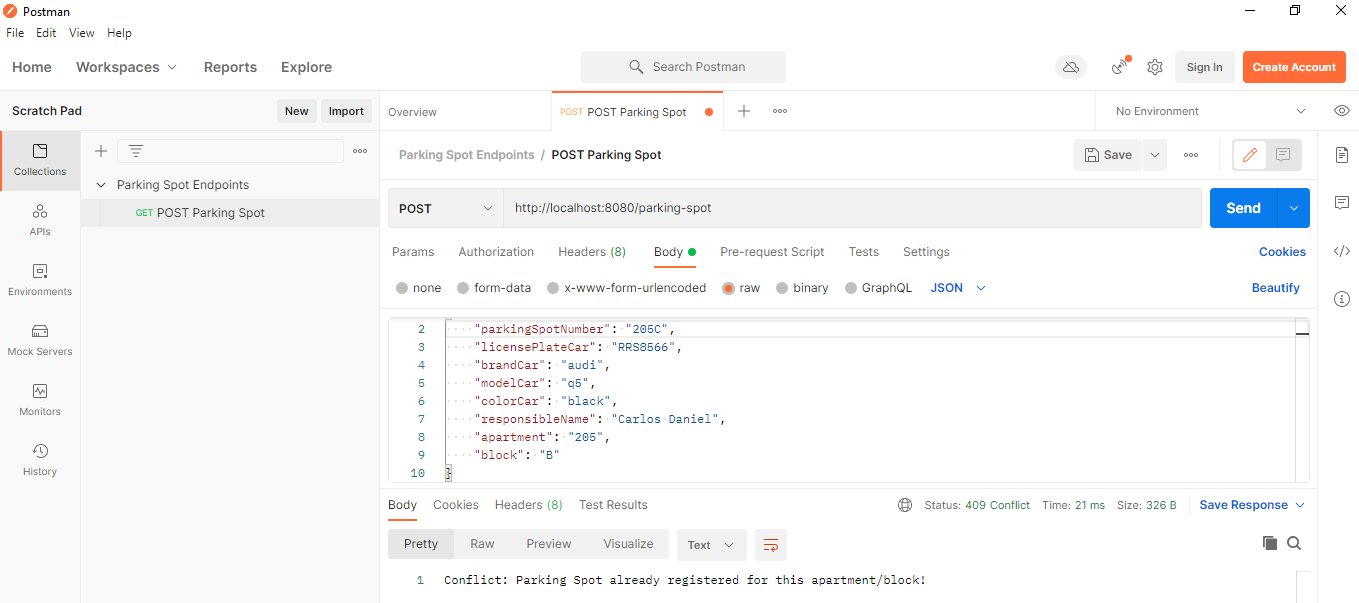 Postman
File Edit View Help
Home Workspaces Reports Explore Search Postman Sign In Create Account
Scratch Pad New Import Overview POST POST Parking Spot No Environment
Collections
APIs
Environments
Mock Servers
Monitors
History
Parking Spot Endpoints
GET POST Parking Spot
Parking Spot Endpoints / POST Parking Spot Save
POST http://localhost:8080/parking-spot Send
Params Authorization Headers (8) Body Pre-request Script Tests Settings Cookies
none form-data x-www-form-urlencoded raw binary GraphQL JSON Beautify
2 "parkingSpotNumber": "205C",
3 "licensePlateCar": "RRS8566",
4 "brandCar": "audi",
5 "modelCar": "q5",
6 "colorCar": "black",
7 "responsibleName": "Carlos Daniel",
8 "apartment": "205",
9 "block": "B"
10 }
Body Cookies Headers (8) Test Results Status: 409 Conflict Time: 21 ms Size: 326 B Save Response
Pretty Raw Preview Visualize Text
1 Conflict: Parking Spot already registered for this apartment/block!